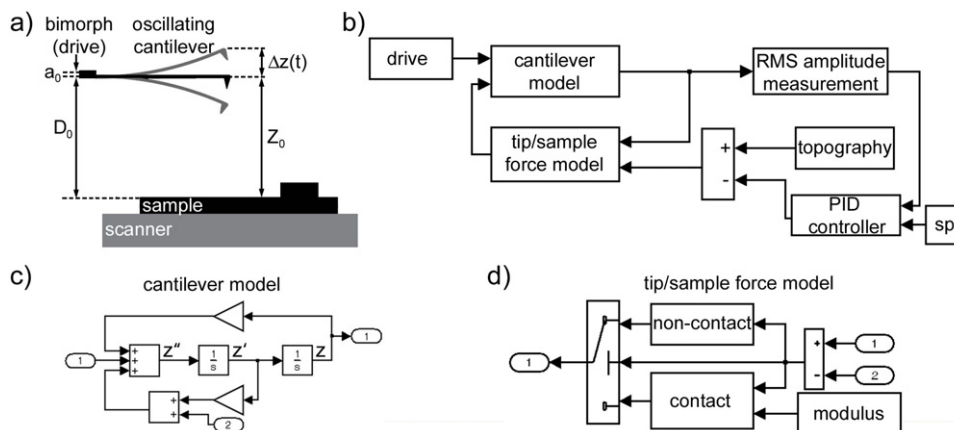 a)
bimorph oscillating
(drive) cantilever
a₀
Δz(t)
D₀
Z₀
sample
scanner
b)
drive
cantilever
model
RMS amplitude
measurement
tip/sample
force model
+
-
topography
PID
controller
sp
c)
cantilever model
1
+
+
+
z"
1
s
z'
1
s
z
1
+
+
2
d)
tip/sample force model
1
non-contact
contact
+
-
1
2
modulus